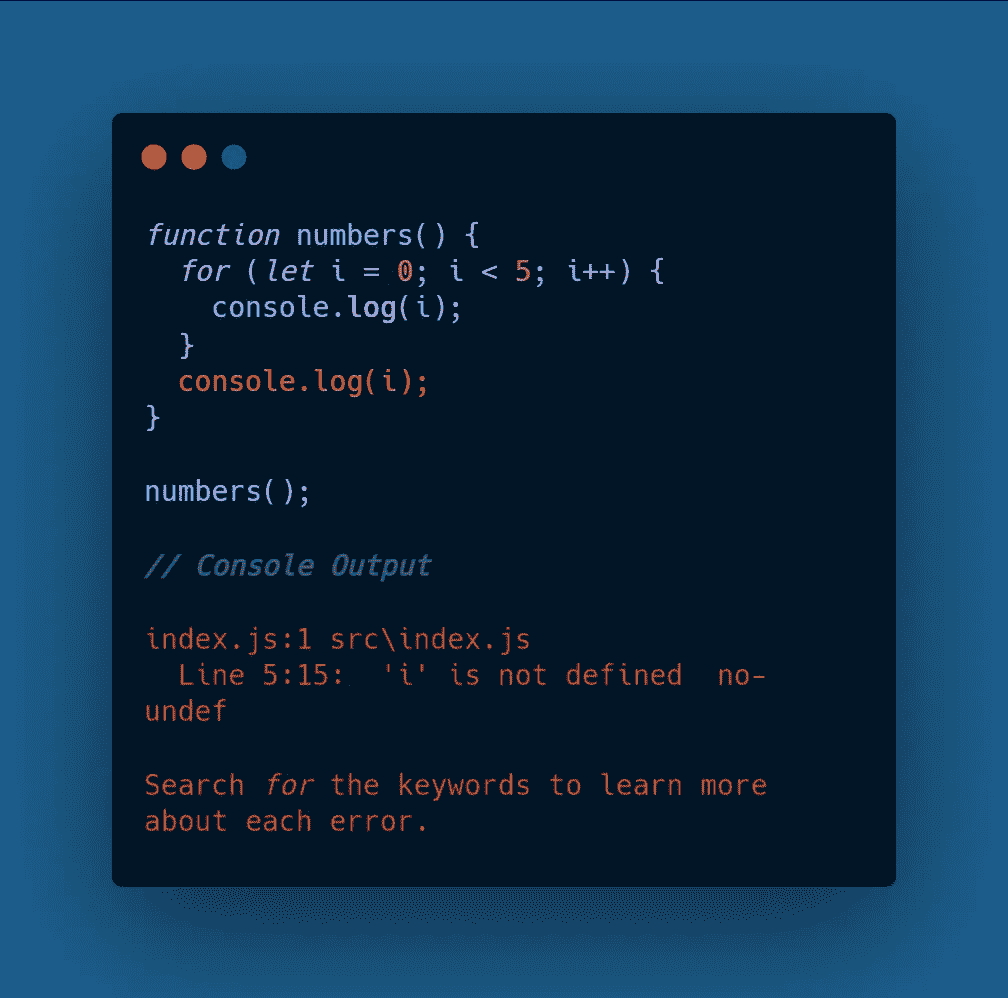 function numbers() {
  for (let i = 0; i < 5; i++) {
    console.log(i);
  }
  console.log(i);
}
numbers();
// Console Output
index.js:1 src\index.js
  Line 5:15:  'i' is not defined  no-
undef
Search for the keywords to learn more
about each error.